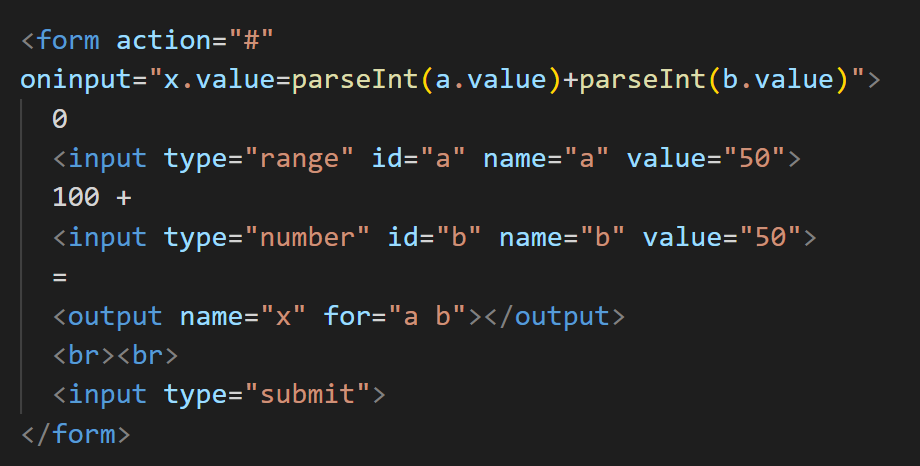 <form action="#"
oninput="x.value=parseInt(a.value)+parseInt(b.value)">
0
<input type="range" id="a" name="a" value="50">
100 +
<input type="number" id="b" name="b" value="50">
=
<output name="x" for="a b"></output>
<br><br>
<input type="submit">
</form>